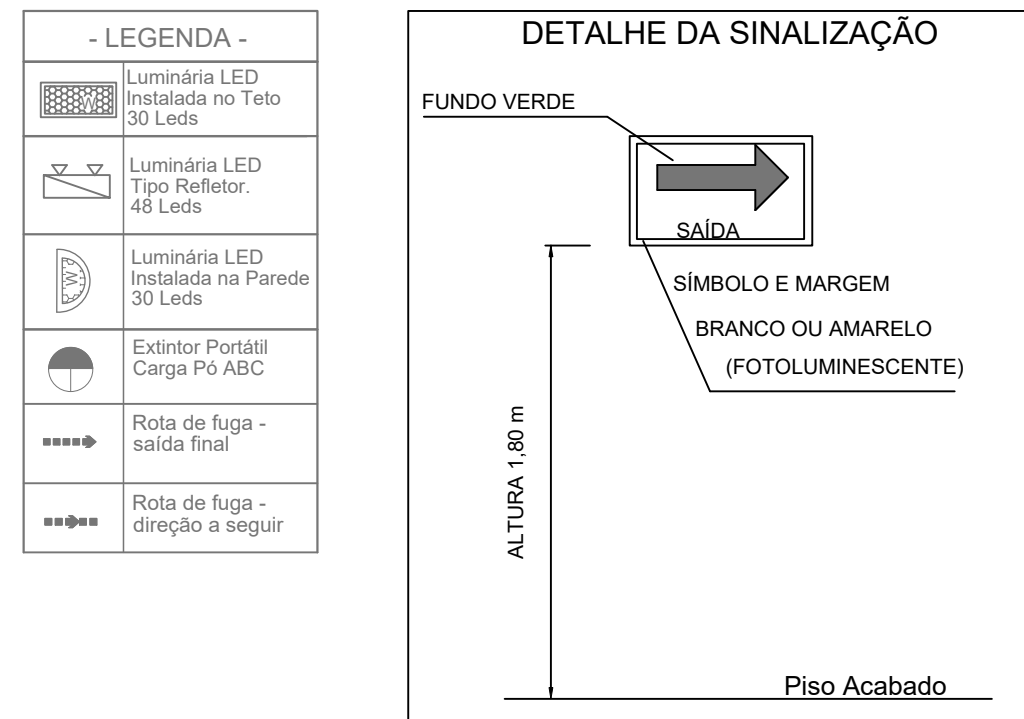 - LEGENDA -
W
Luminária LED
Instalada no Teto
30 Leds
Luminária LED
Tipo Refletor.
48 Leds
W
Luminária LED
Instalada na Parede
30 Leds
Extintor Portátil
Carga Pó ABC
Rota de fuga -
saída final
Rota de fuga -
direção a seguir
DETALHE DA SINALIZAÇÃO
FUNDO VERDE
SAÍDA
SÍMBOLO E MARGEM
BRANCO OU AMARELO
(FOTOLUMINESCENTE)
ALTURA 1,80 m
Piso Acabado